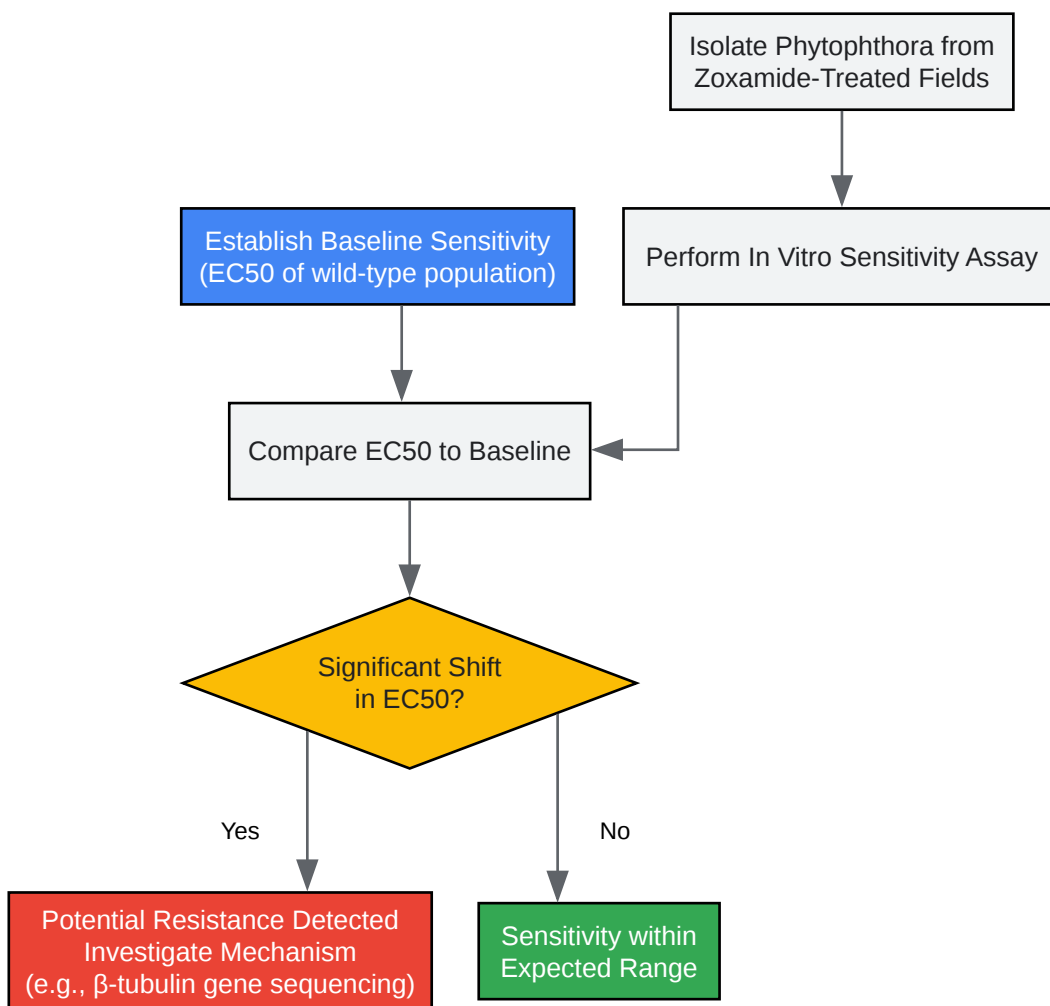 Isolate Phytophthora from
Zoxamide-Treated Fields
Establish Baseline Sensitivity
(EC50 of wild-type population)
Perform In Vitro Sensitivity Assay
Compare EC50 to Baseline
Significant Shift
in EC50?
Yes
No
Potential Resistance Detected
Investigate Mechanism
(e.g., β-tubulin gene sequencing)
Sensitivity within
Expected Range